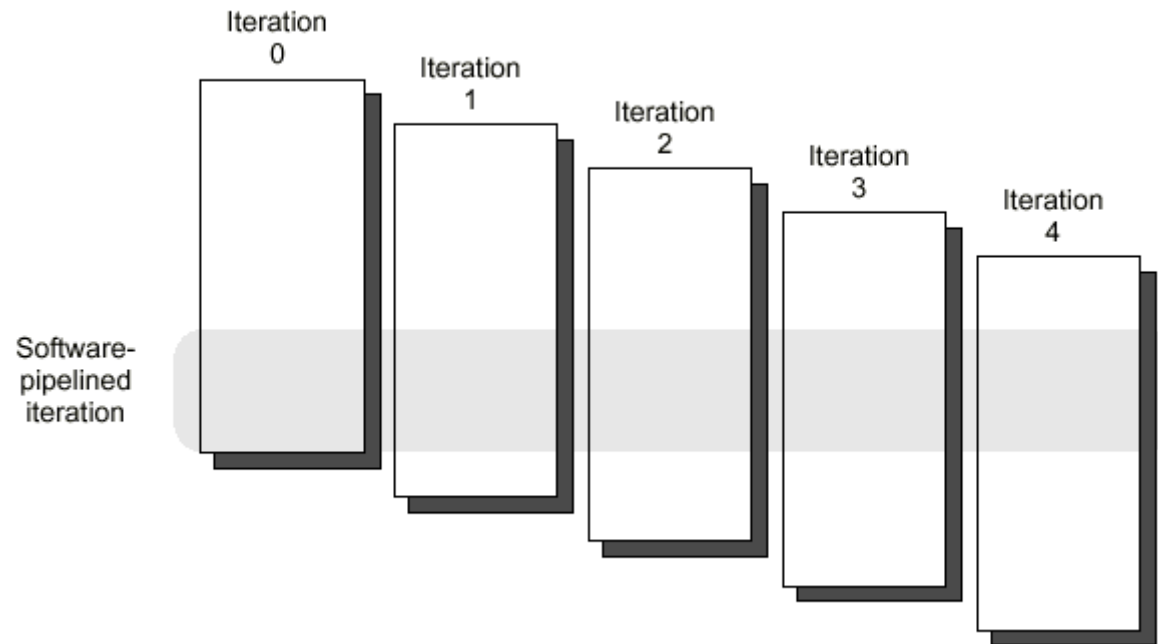 Iteration
0
Iteration
1
Iteration
2
Iteration
3
Iteration
4
Software-
pipelined
iteration